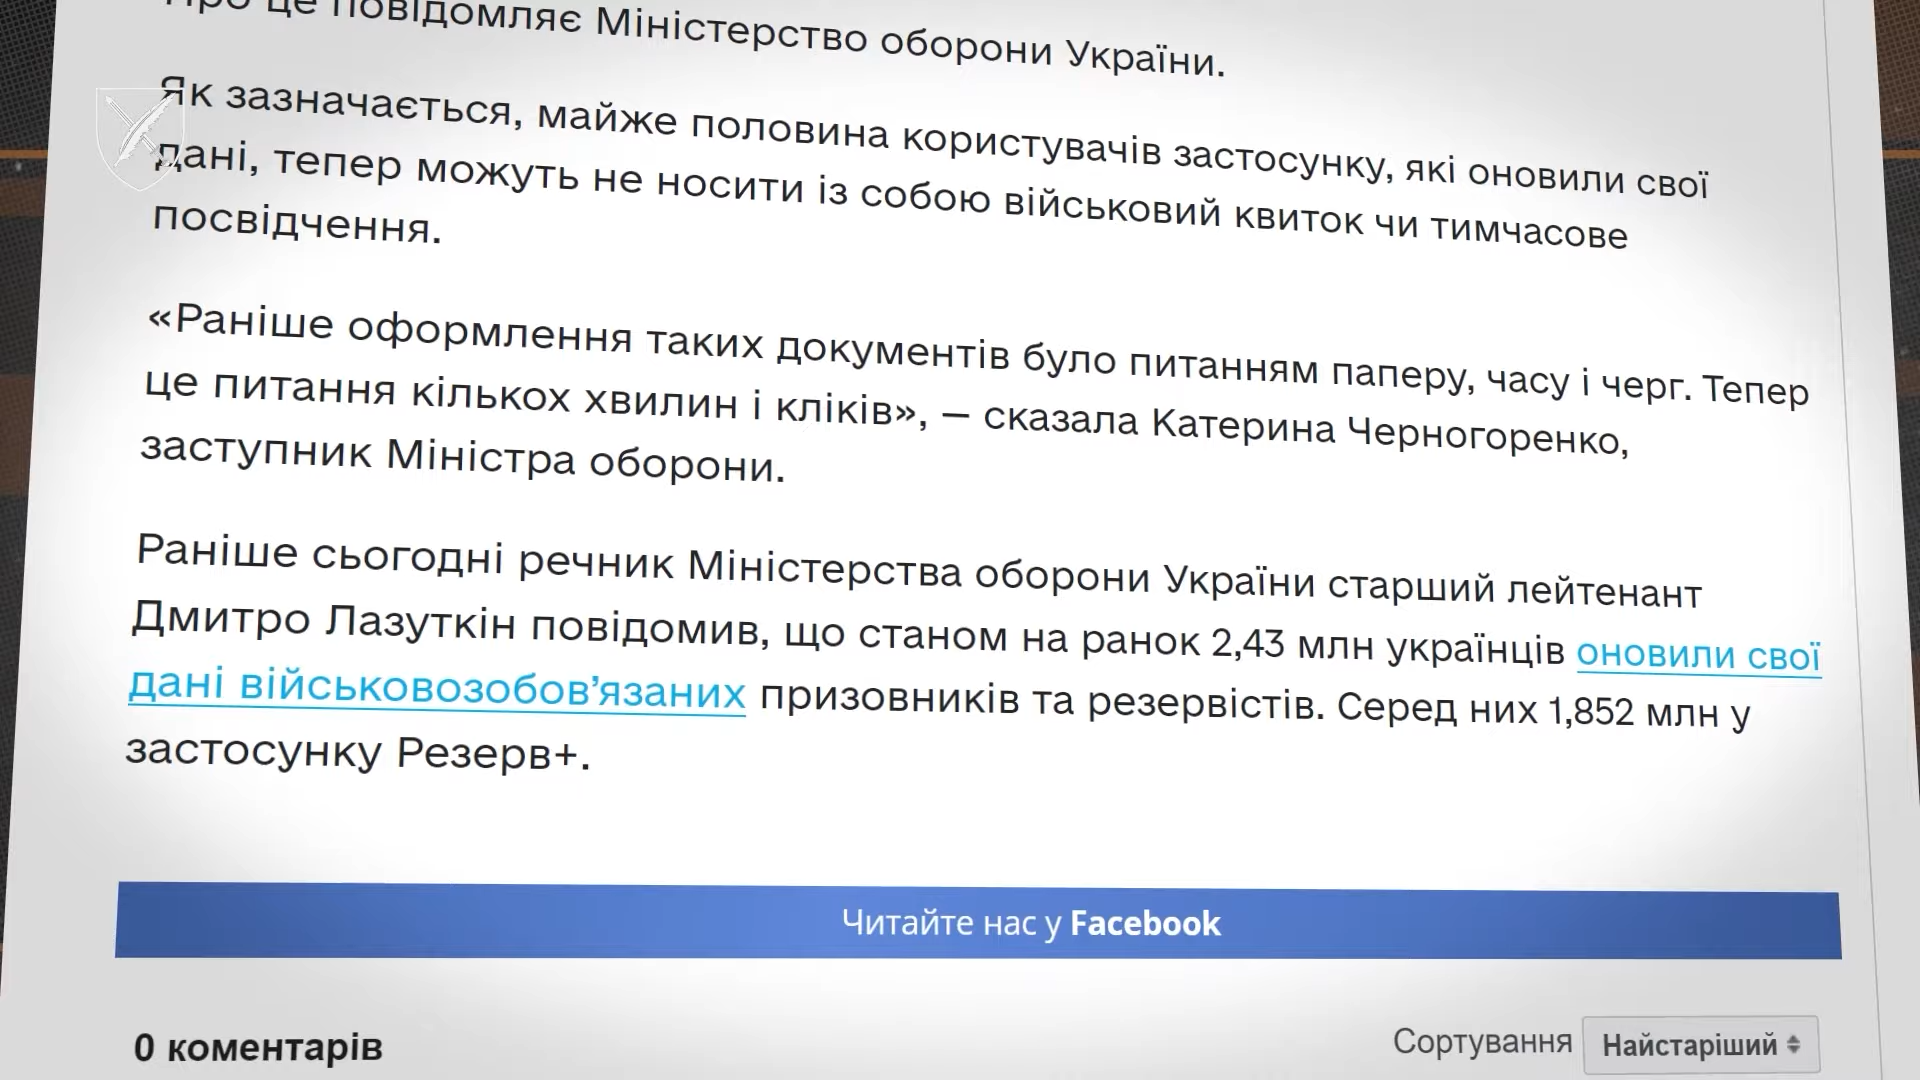 Про це повідомляє Міністерство оборони України.
Як зазначається, майже половина користувачів застосунку, які оновили свої
дані, тепер можуть не носити із собою військовий квиток чи тимчасове
посвідчення.
«Раніше оформлення таких документів було питанням паперу, часу і черг. Тепер
це питання кількох хвилин і кліків», — сказала Катерина Черногоренко,
заступник Міністра оборони.
Раніше сьогодні речник Міністерства оборони України старший лейтенант
Дмитро Лазуткін повідомив, що станом на ранок 2,43 млн українців оновили свої
дані військовозобов’язаних призовників та резервістів. Серед них 1,852 млн у
застосунку Резерв+.
Читайте нас у Facebook
0 коментарів
Сортування Найстаріший